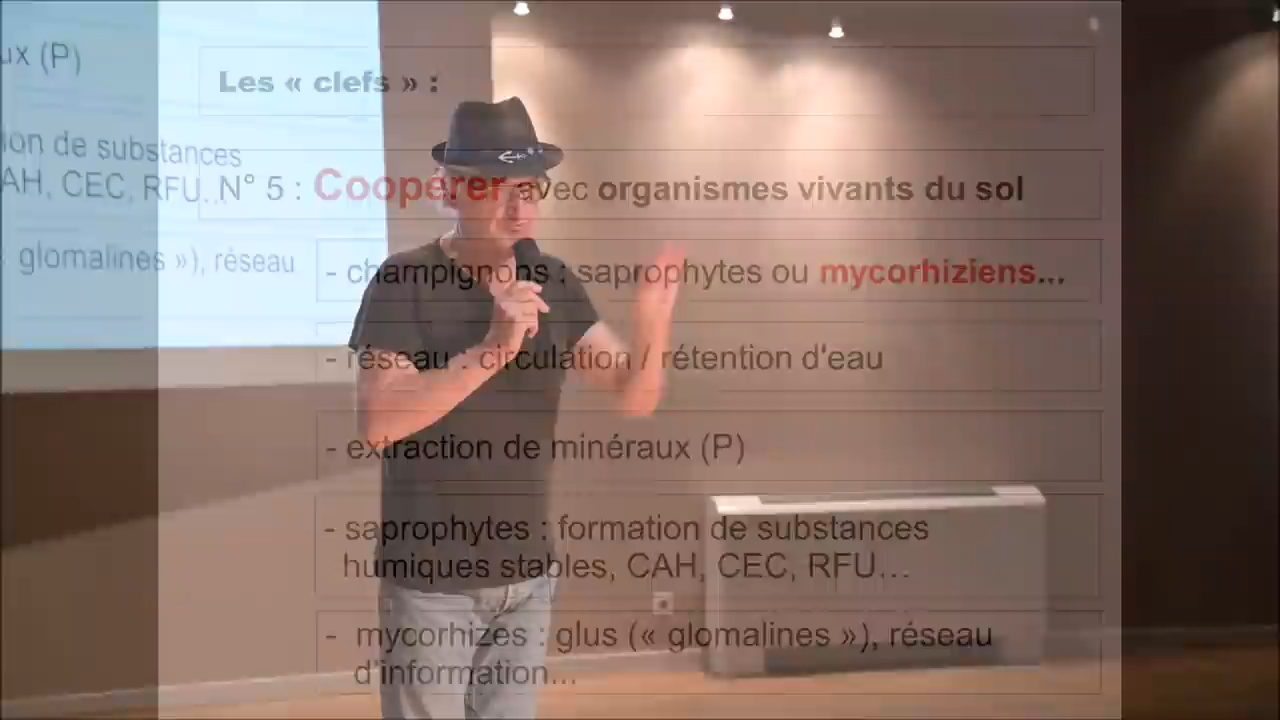 Les « clefs » :
N° 5 : Coopérer avec organismes vivants du sol
- champignons : saprophytes ou mycorhiziens...
- réseau : circulation / rétention d'eau
- extraction de minéraux (P)
- saprophytes : formation de substances
humiques stables, CAH, CEC, RFU...
- mycorhizes : glus (« glomalines »), réseau
d'information...
ux (P)
ion de substances
AH, CEC, RFU...
glomalines »), réseau